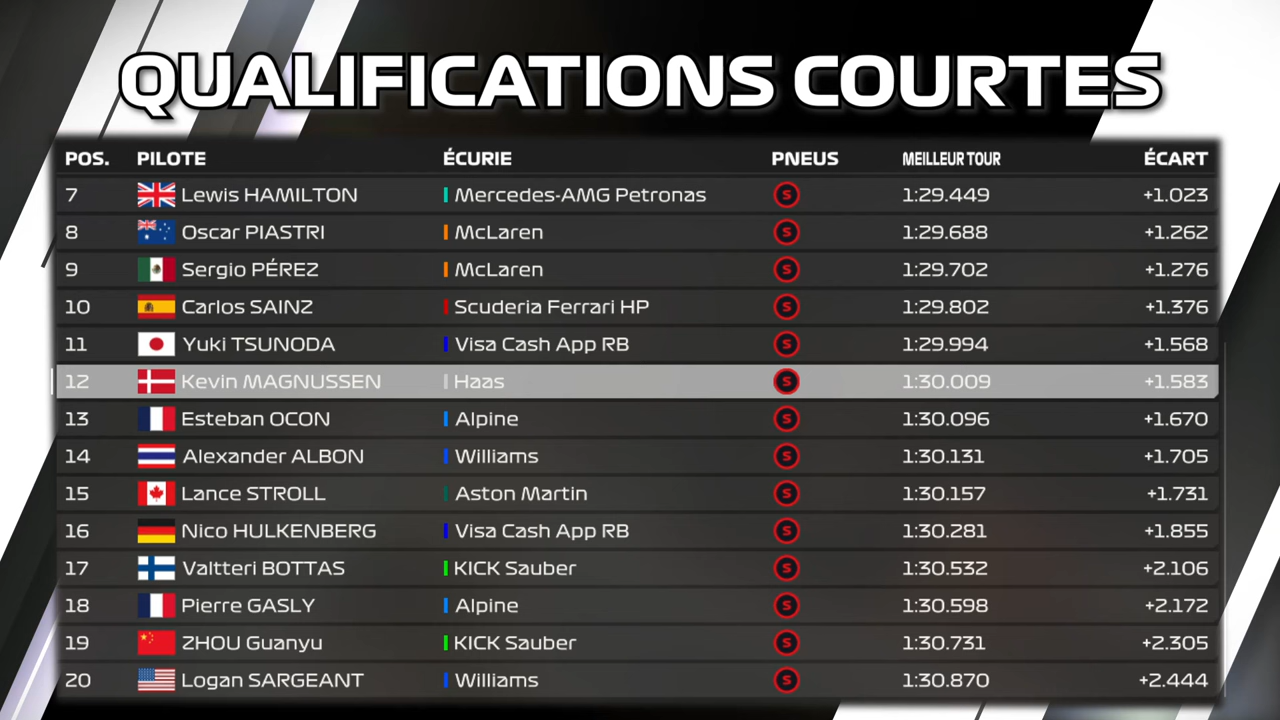 QUALIFICATIONS COURTES
POS. PILOTE ÉCURIE PNEUS MEILLEUR TOUR ÉCART
7 Lewis HAMILTON Mercedes-AMG Petronas S 1:29.449 +1.023
8 Oscar PIASTRI McLaren S 1:29.688 +1.262
9 Sergio PÉREZ McLaren S 1:29.702 +1.276
10 Carlos SAINZ Scuderia Ferrari HP S 1:29.802 +1.376
11 Yuki TSUNODA Visa Cash App RB S 1:29.994 +1.568
12 Kevin MAGNUSSEN Haas S 1:30.009 +1.583
13 Esteban OCON Alpine S 1:30.096 +1.670
14 Alexander ALBON Williams S 1:30.131 +1.705
15 Lance STROLL Aston Martin S 1:30.157 +1.731
16 Nico HULKENBERG Visa Cash App RB S 1:30.281 +1.855
17 Valtteri BOTTAS KICK Sauber S 1:30.532 +2.106
18 Pierre GASLY Alpine S 1:30.598 +2.172
19 ZHOU Guanyu KICK Sauber S 1:30.731 +2.305
20 Logan SARGEANT Williams S 1:30.870 +2.444